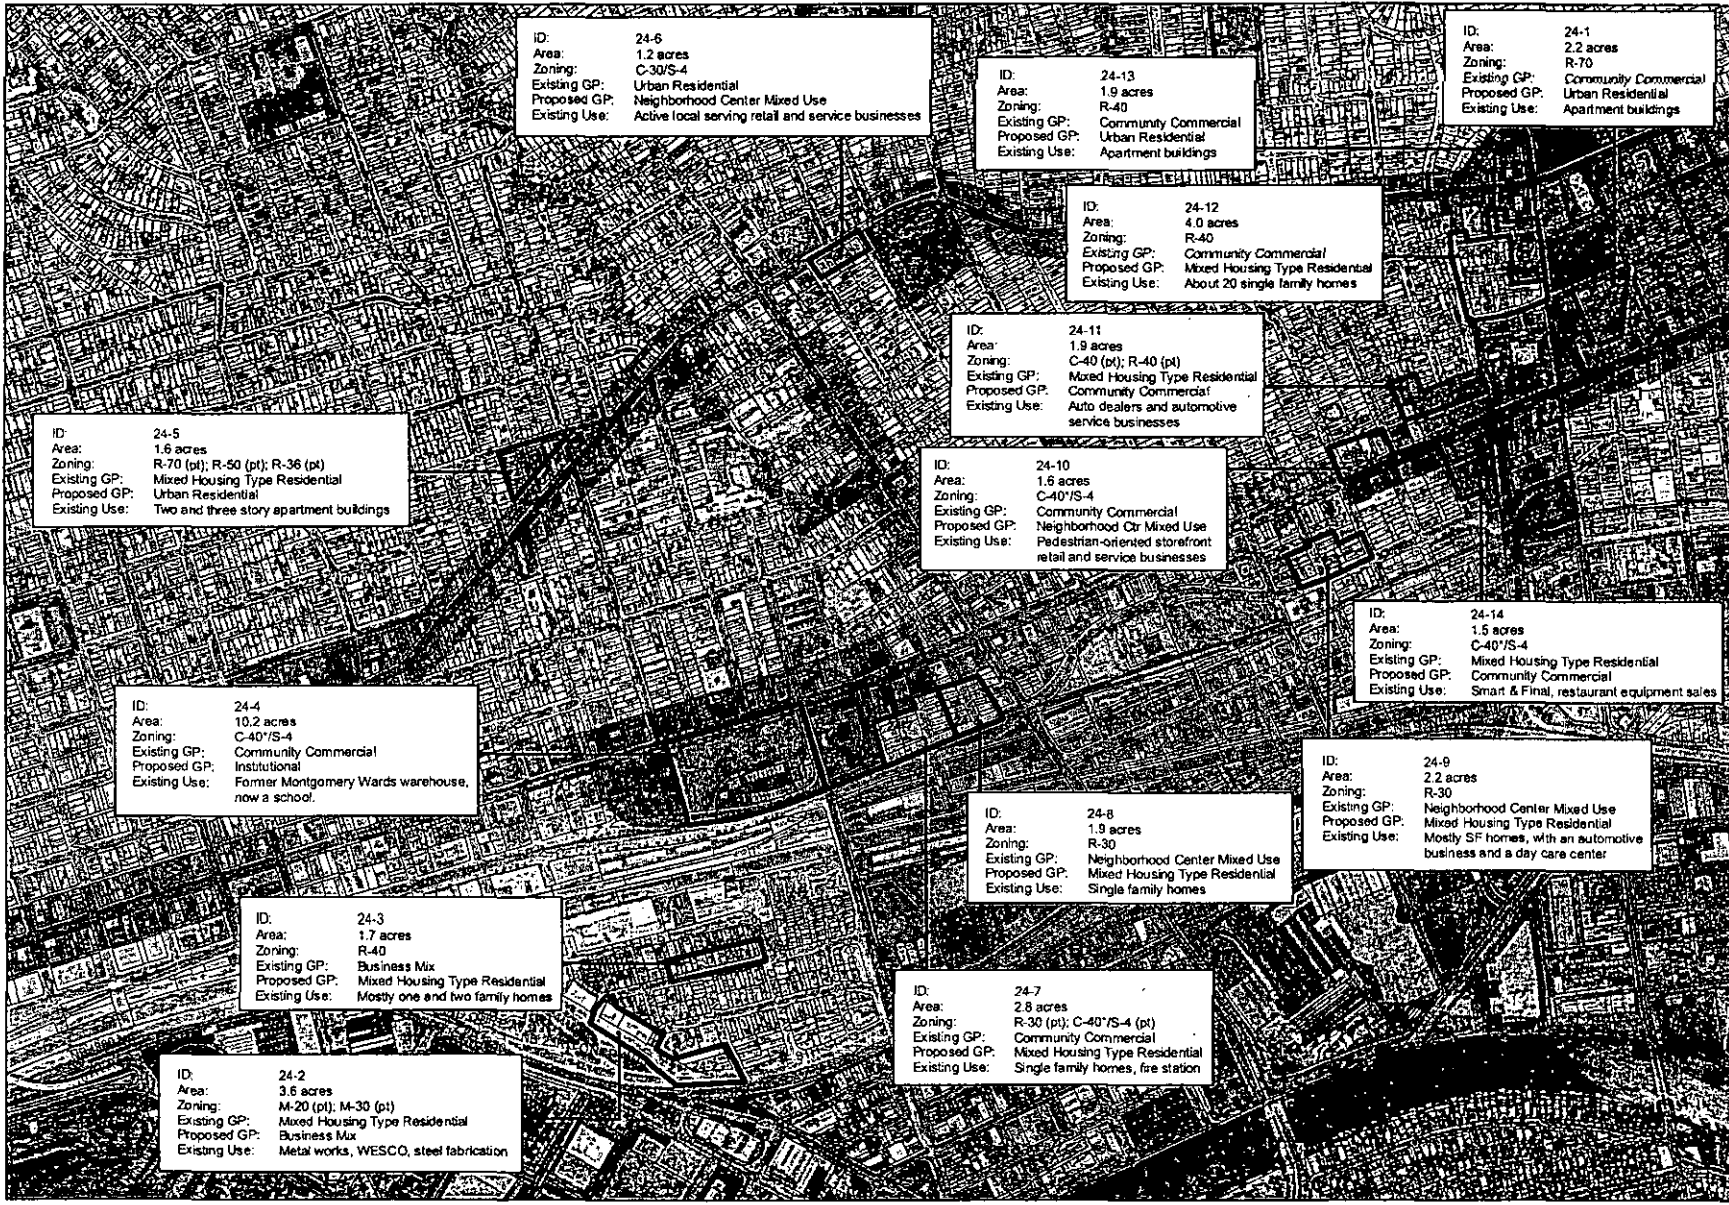 ID: 24-6
Area: 1.2 acres
Zoning: C-30/S-4
Existing GP: Urban Residential
Proposed GP: Neighborhood Center Mixed Use
Existing Use: Active local serving retail and service businesses
ID: 24-13
Area: 1.9 acres
Zoning: R-40
Existing GP: Community Commercial
Proposed GP: Urban Residential
Existing Use: Apartment buildings
ID: 24-1
Area: 2.2 acres
Zoning: R-70
Existing GP: Community Commercial
Proposed GP: Urban Residential
Existing Use: Apartment buildings
ID: 24-12
Area: 4.0 acres
Zoning: R-40
Existing GP: Community Commercial
Proposed GP: Mixed Housing Type Residential
Existing Use: About 20 single family homes
ID: 24-11
Area: 1.9 acres
Zoning: C-40 (pt); R-40 (pt)
Existing GP: Mixed Housing Type Residential
Proposed GP: Community Commercial
Existing Use: Auto dealers and automotive
service businesses
ID: 24-5
Area: 1.6 acres
Zoning: R-70 (pt); R-50 (pt); R-36 (pt)
Existing GP: Mixed Housing Type Residential
Proposed GP: Urban Residential
Existing Use: Two and three story apartment buildings
ID: 24-10
Area: 1.6 acres
Zoning: C-40*/S-4
Existing GP: Community Commercial
Proposed GP: Neighborhood Ctr Mixed Use
Existing Use: Pedestrian-oriented storefront
retail and service businesses
ID: 24-14
Area: 1.5 acres
Zoning: C-40*/S-4
Existing GP: Mixed Housing Type Residential
Proposed GP: Community Commercial
Existing Use: Smart & Final, restaurant equipment sales
ID: 24-4
Area: 10.2 acres
Zoning: C-40*/S-4
Existing GP: Community Commercial
Proposed GP: Institutional
Existing Use: Former Montgomery Wards warehouse,
now a school.
ID: 24-9
Area: 2.2 acres
Zoning: R-30
Existing GP: Neighborhood Center Mixed Use
Proposed GP: Mixed Housing Type Residential
Existing Use: Mostly SF homes, with an automotive
business and a day care center
ID: 24-8
Area: 1.9 acres
Zoning: R-30
Existing GP: Neighborhood Center Mixed Use
Proposed GP: Mixed Housing Type Residential
Existing Use: Single family homes
ID: 24-3
Area: 1.7 acres
Zoning: R-40
Existing GP: Business Mix
Proposed GP: Mixed Housing Type Residential
Existing Use: Mostly one and two family homes
ID: 24-7
Area: 2.8 acres
Zoning: R-30 (pt); C-40*/S-4 (pt)
Existing GP: Community Commercial
Proposed GP: Mixed Housing Type Residential
Existing Use: Single family homes, fire station
ID: 24-2
Area: 3.6 acres
Zoning: M-20 (pt); M-30 (pt)
Existing GP: Mixed Housing Type Residential
Proposed GP: Business Mix
Existing Use: Metal works, WESCO, steel fabrication